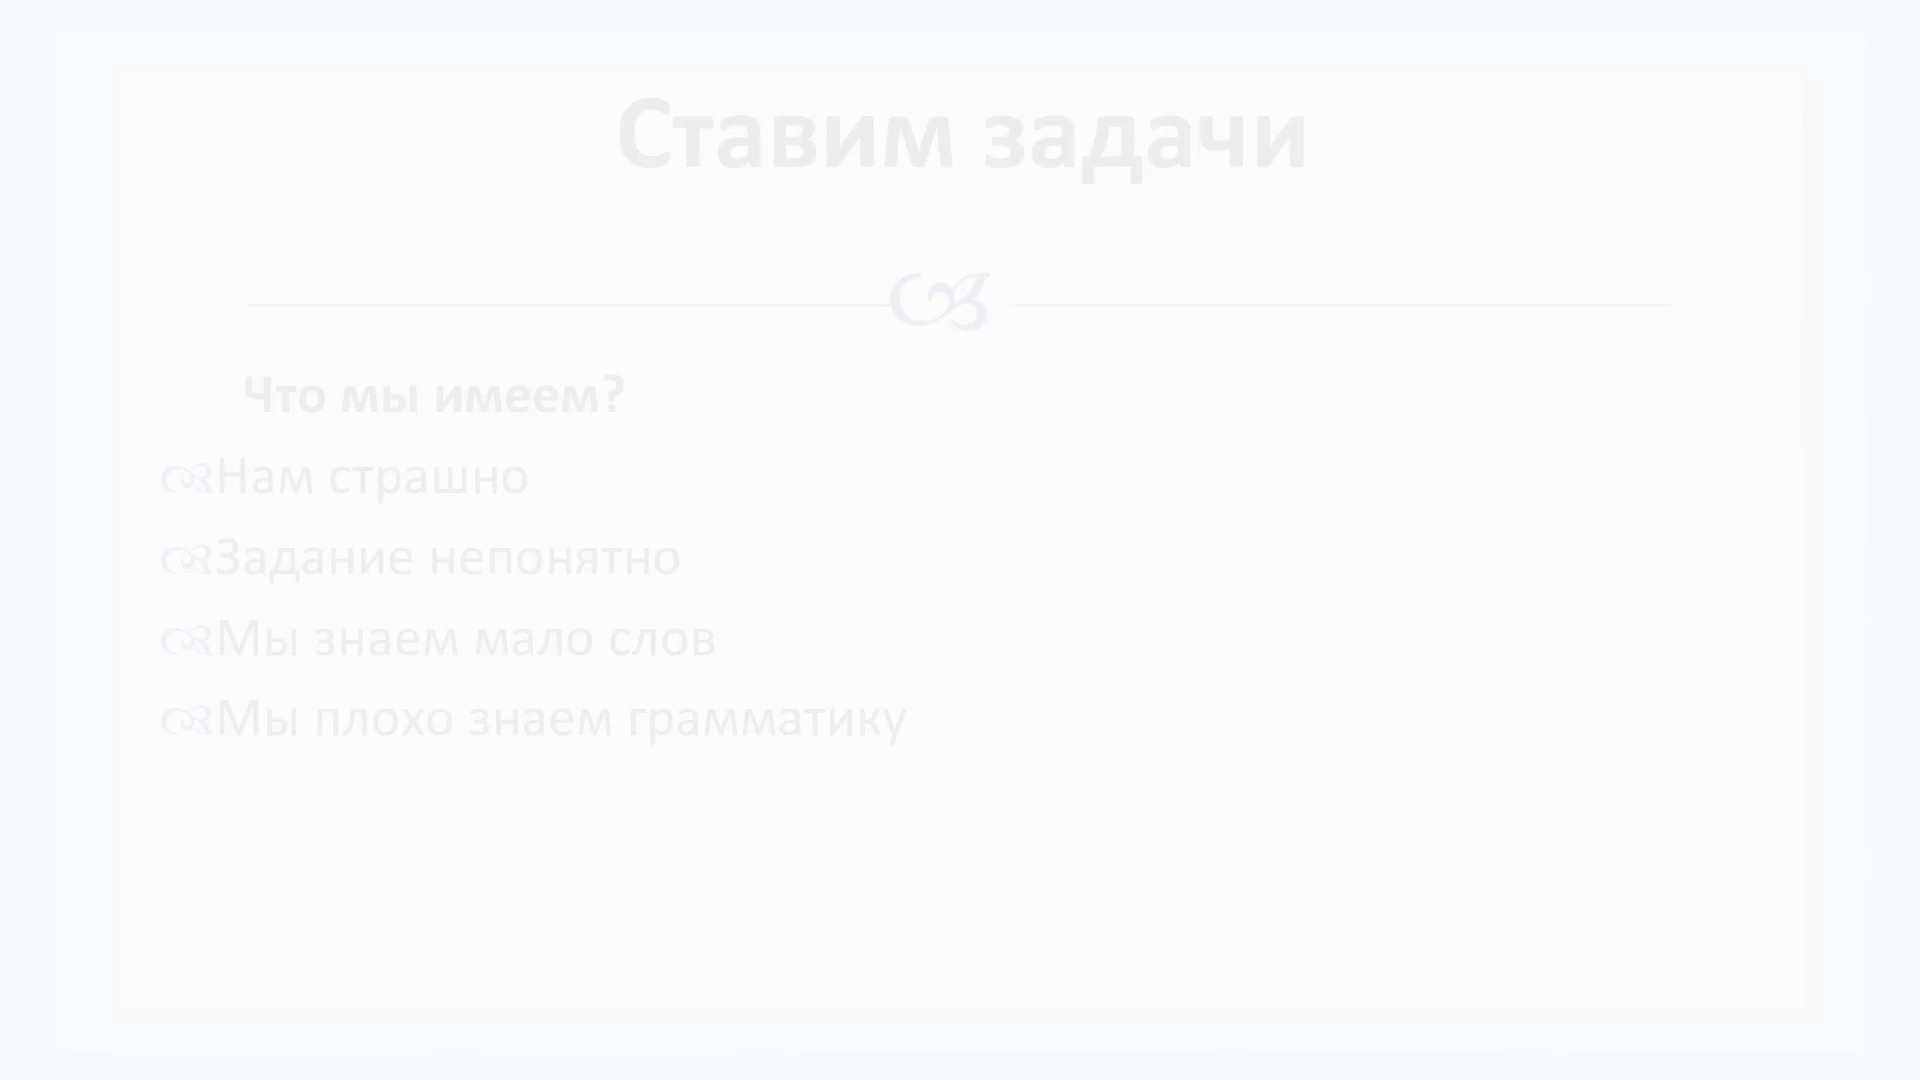 Ставим задачи
Что мы имеем?
Нам страшно
Задание непонятно
Мы знаем мало слов
Мы плохо знаем грамматику